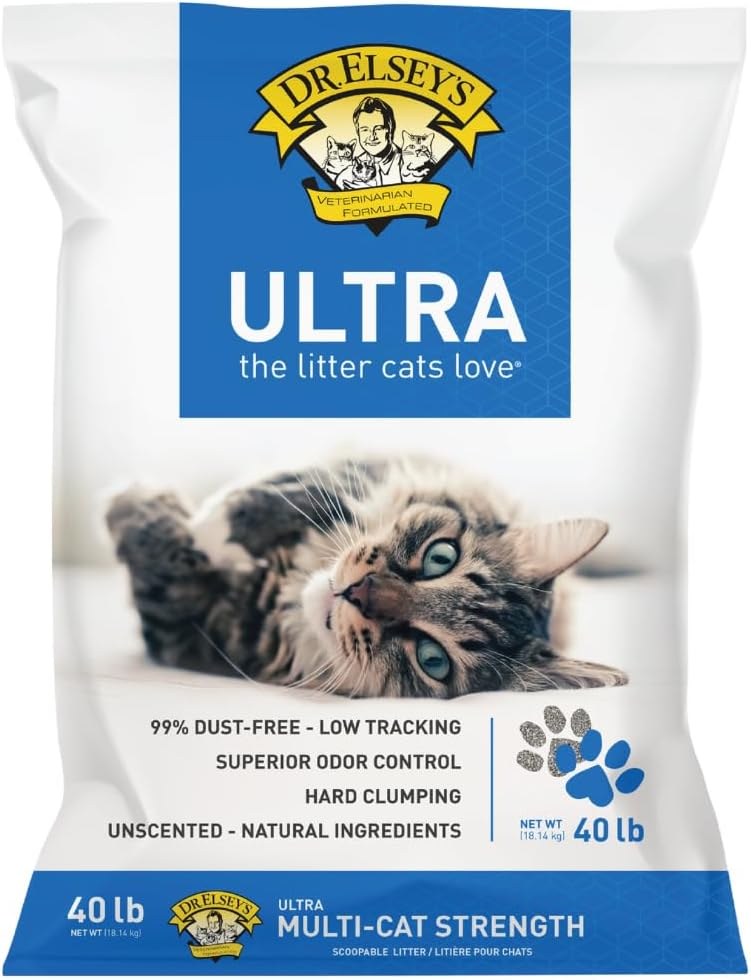 DR. ELSEY'S
VETERINARIAN
FORMULATED
ULTRA
the litter cats love®
99% DUST-FREE - LOW TRACKING
SUPERIOR ODOR CONTROL
HARD CLUMPING
UNSCENTED - NATURAL INGREDIENTS
NET WT
(18.14 kg)
40 lb
40 lb
NET WT (18.14 kg)
DR. ELSEY'S
ULTRA
MULTI-CAT STRENGTH
SCOOPABLE LITTER / LITIÈRE POUR CHATS